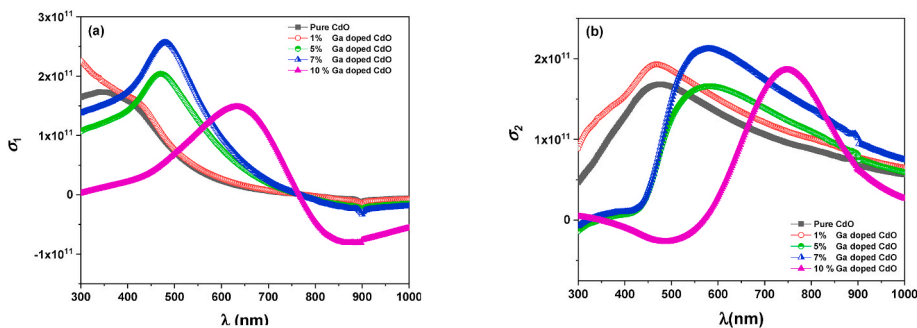 (a)
Pure CdO
1% Ga doped CdO
5% Ga doped CdO
7% Ga doped CdO
10 % Ga doped CdO
3x10¹¹
2x10¹¹
1x10¹¹
0
-1x10¹¹
σ₁
300 400 500 600 700 800 900 1000
λ (nm)
(b)
2x10¹¹
1x10¹¹
0
σ₂
Pure CdO
1% Ga doped CdO
5% Ga doped CdO
7% Ga doped CdO
10 % Ga doped CdO
300 400 500 600 700 800 900 1000
λ(nm)